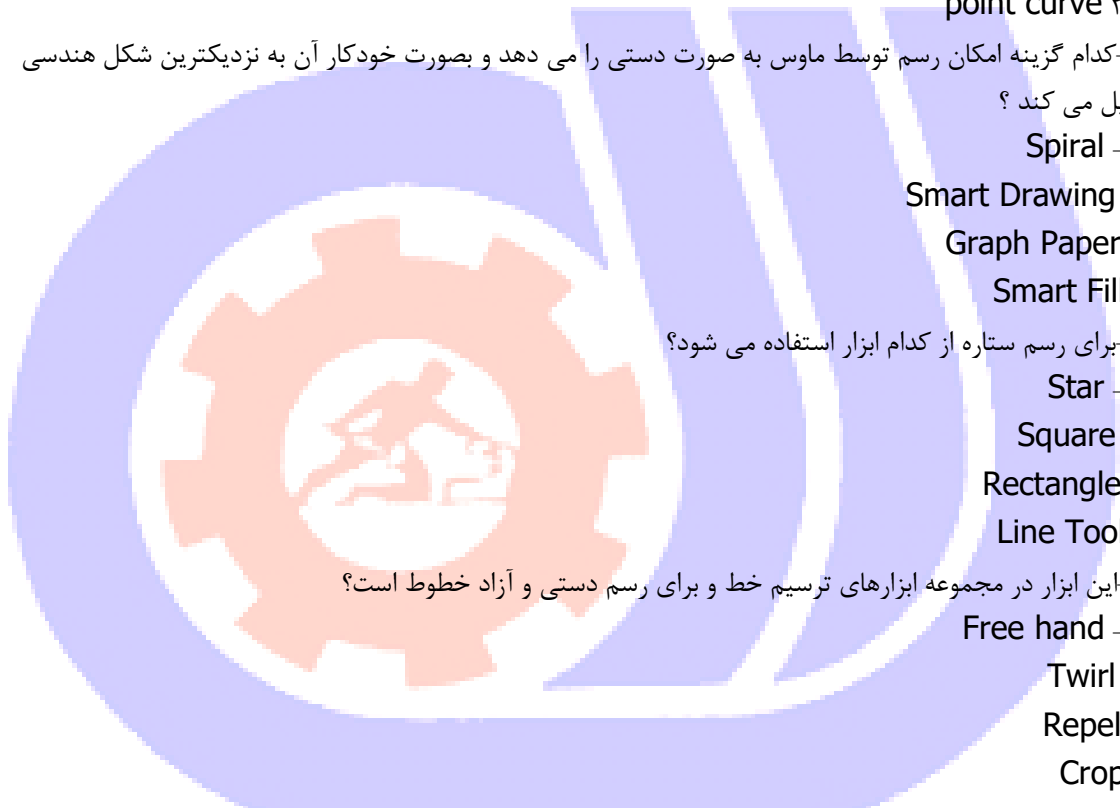 point curve ۳
-کدام گزینه امکان رسم توسط ماوس به صورت دستی را می دهد و بصورت خودکار آن به نزدیکترین شکل هندسی
می کند ؟
Spiral -
Smart Drawing
Graph Paper
Smart Fil
-برای رسم ستاره از کدام ابزار استفاده می شود؟
Star -
Square
Rectangle
Line Too
-این ابزار در مجموعه ابزارهای ترسیم خط و برای رسم دستی و آزاد خطوط است؟
Free hand -
Twirl
Repel
Crop